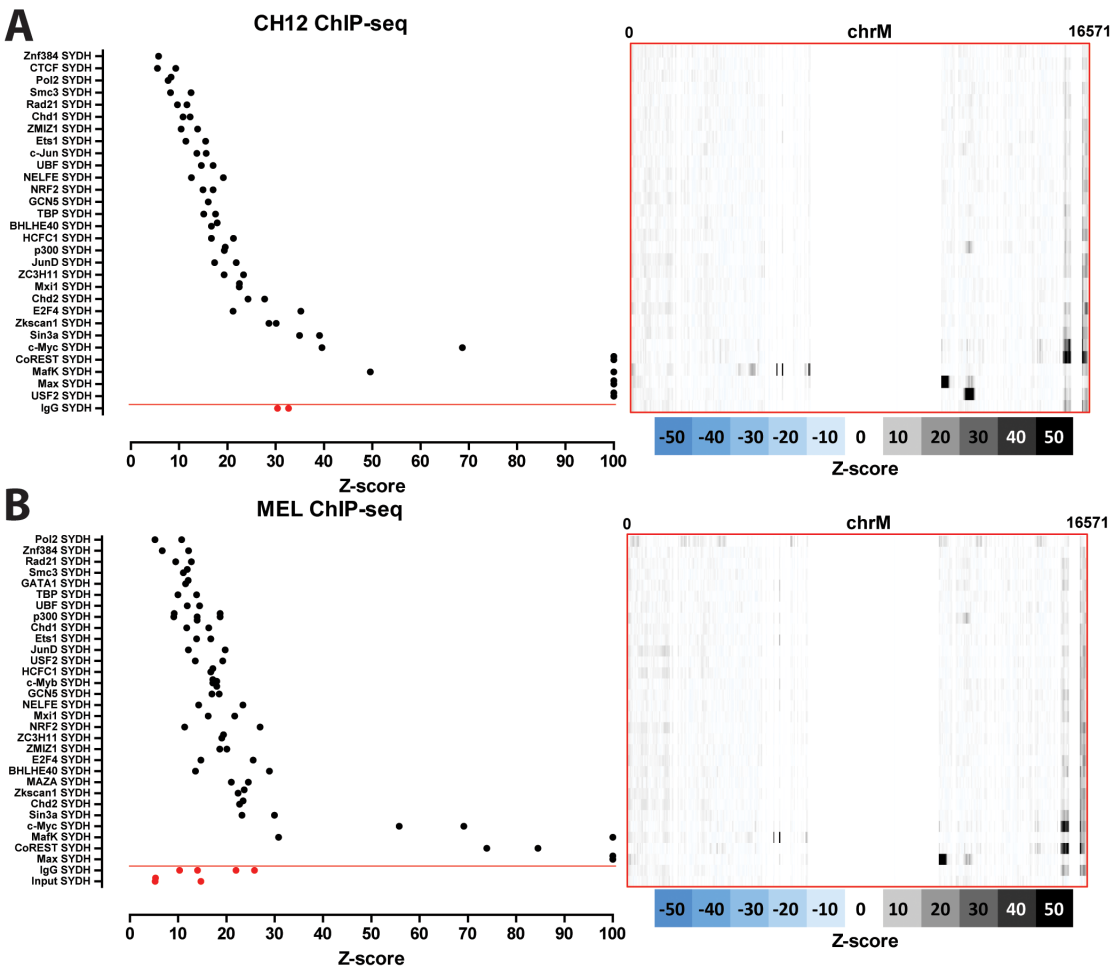 A
CH12 ChIP-seq
0 chrM 16571
Znf384 SYDH
CTCF SYDH
Pol2 SYDH
Smc3 SYDH
Rad21 SYDH
Chd1 SYDH
ZMIZ1 SYDH
Ets1 SYDH
c-Jun SYDH
UBF SYDH
NELFE SYDH
NRF2 SYDH
GCN5 SYDH
TBP SYDH
BHLHE40 SYDH
HCFC1 SYDH
p300 SYDH
JunD SYDH
ZC3H11 SYDH
Mxi1 SYDH
Chd2 SYDH
E2F4 SYDH
Zkscan1 SYDH
Sin3a SYDH
c-Myc SYDH
CoREST SYDH
MafK SYDH
Max SYDH
USF2 SYDH
IgG SYDH
0 10 20 30 40 50 60 70 80 90 100
Z-score
-50 -40 -30 -20 -10 0 10 20 30 40 50
Z-score
B
MEL ChIP-seq
0 chrM 16571
Pol2 SYDH
Znf384 SYDH
Rad21 SYDH
Smc3 SYDH
GATA1 SYDH
TBP SYDH
UBF SYDH
p300 SYDH
Chd1 SYDH
Ets1 SYDH
JunD SYDH
USF2 SYDH
HCFC1 SYDH
c-Myb SYDH
GCN5 SYDH
NELFE SYDH
Mxi1 SYDH
NRF2 SYDH
ZC3H11 SYDH
ZMIZ1 SYDH
E2F4 SYDH
BHLHE40 SYDH
MAZA SYDH
Zkscan1 SYDH
Chd2 SYDH
Sin3a SYDH
c-Myc SYDH
MafK SYDH
CoREST SYDH
Max SYDH
IgG SYDH
Input SYDH
0 10 20 30 40 50 60 70 80 90 100
Z-score
-50 -40 -30 -20 -10 0 10 20 30 40 50
Z-score